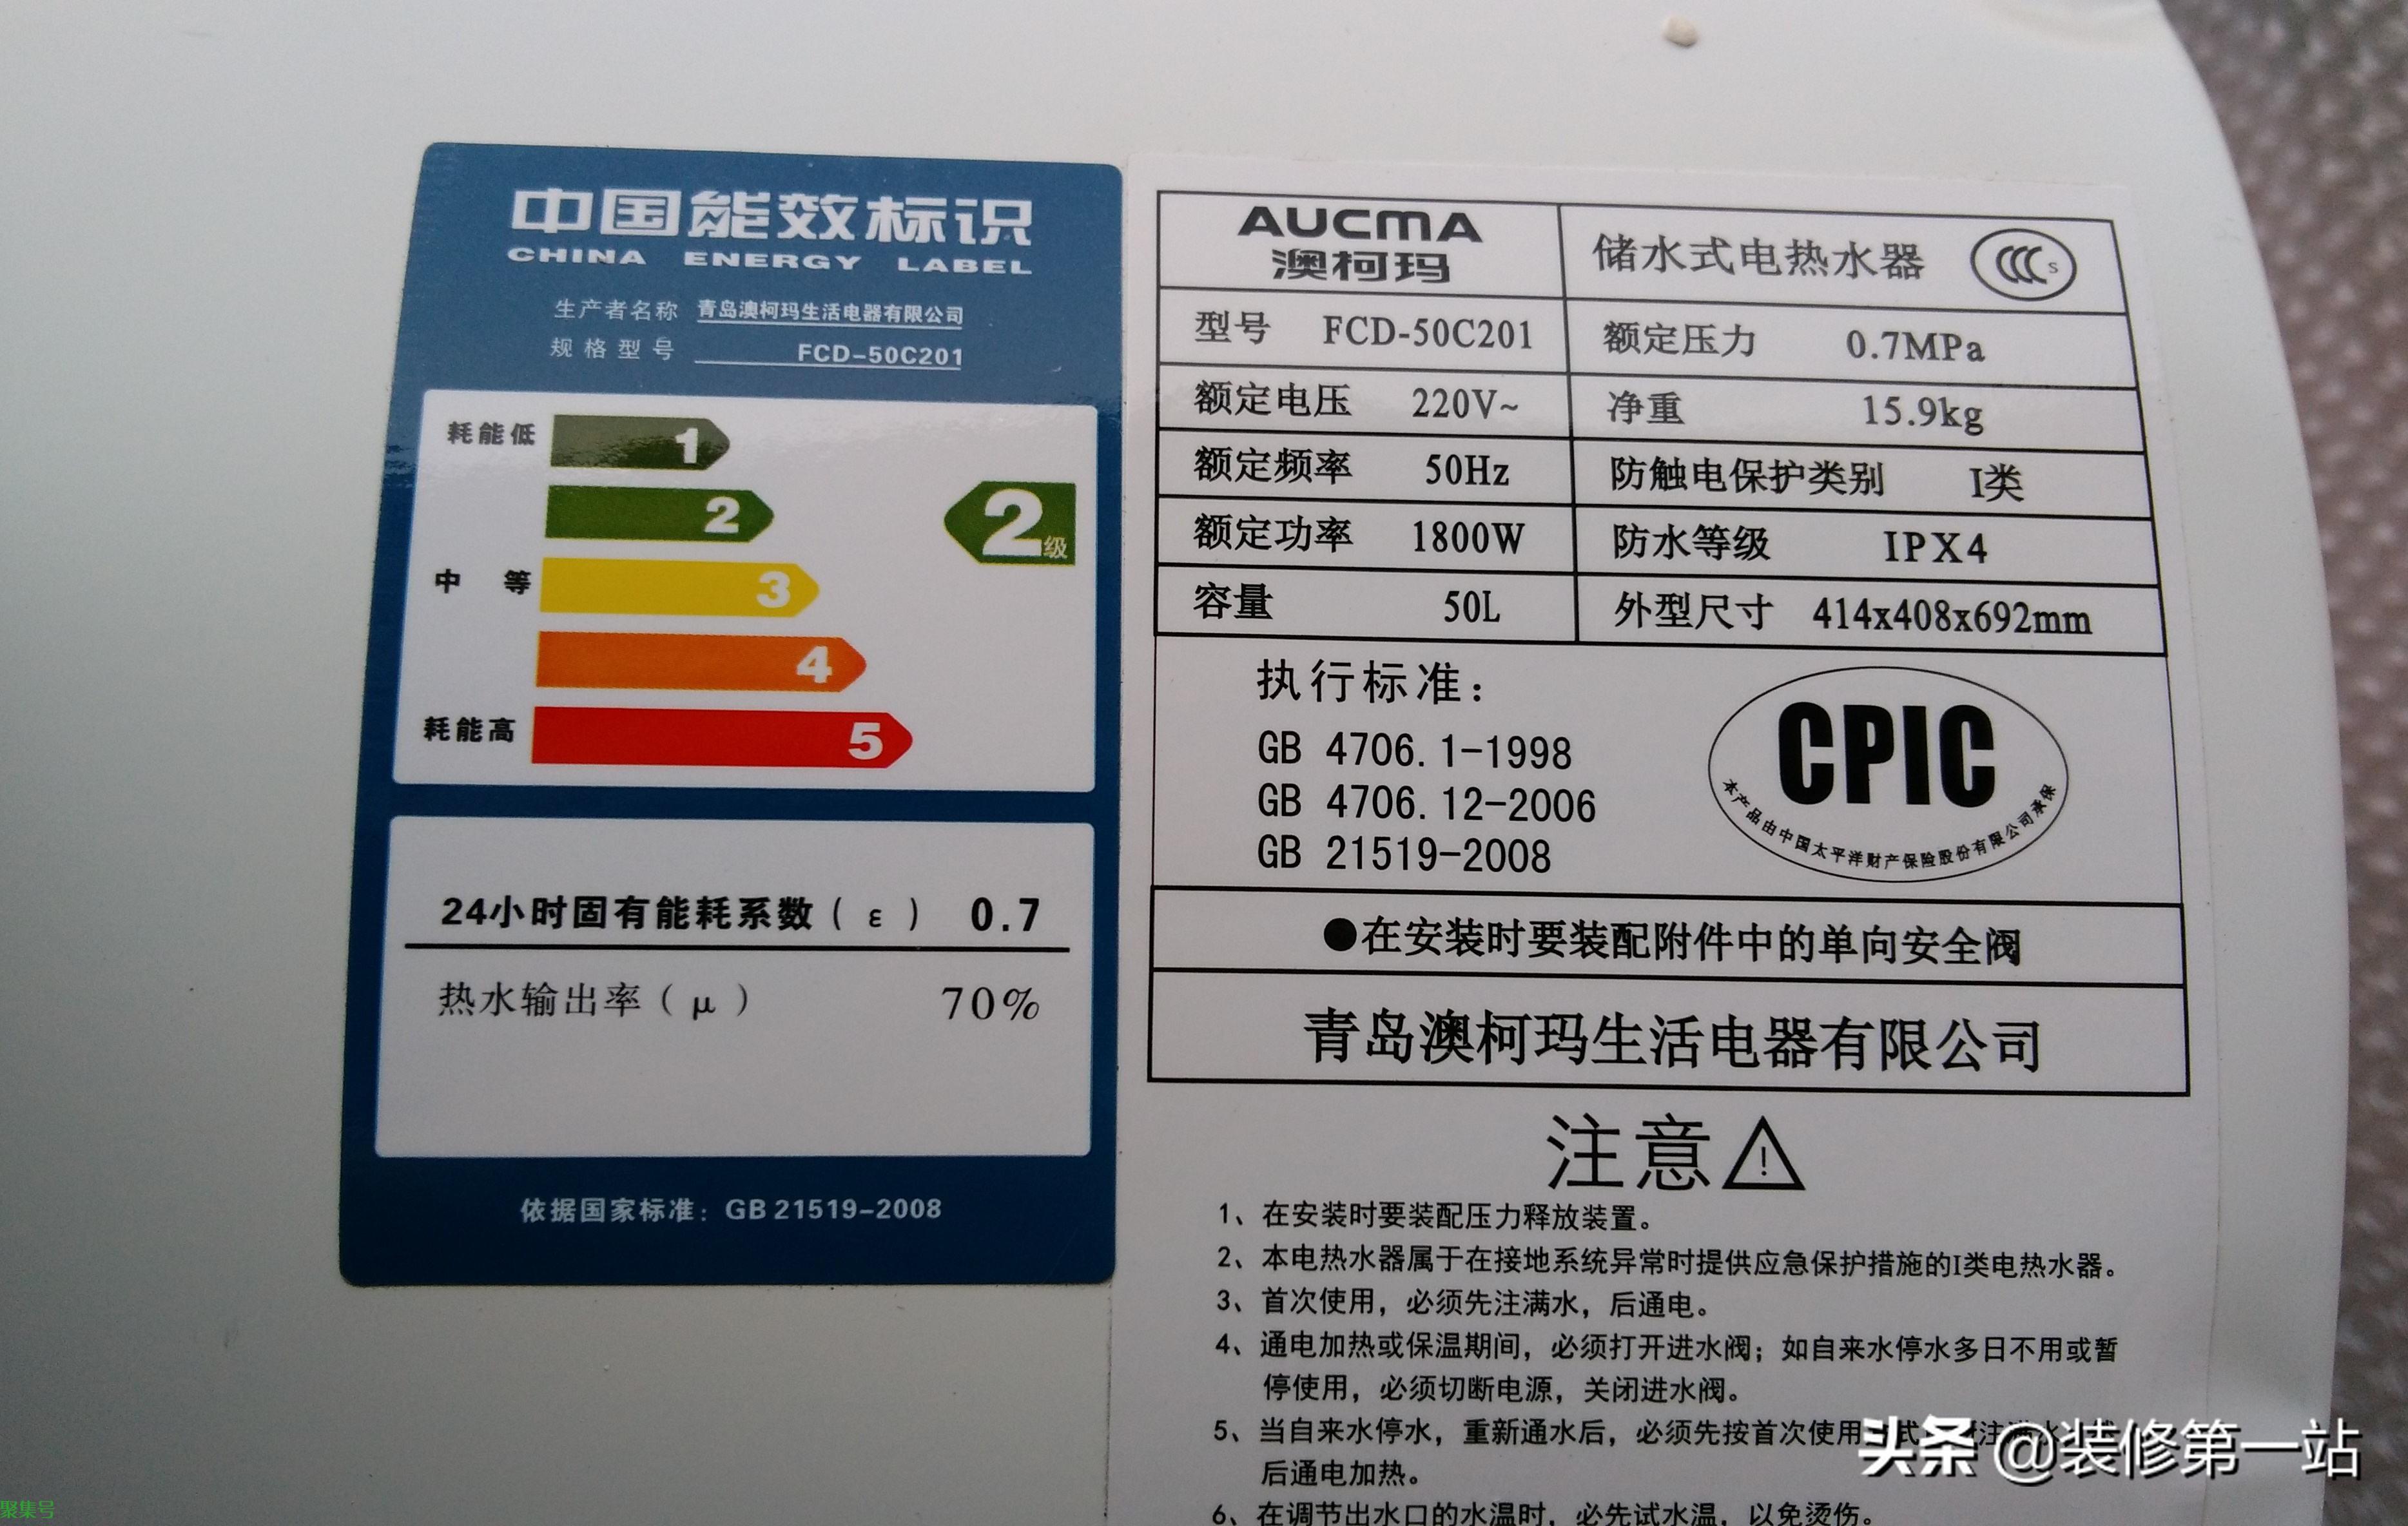 中国能效标识
CHINA ENERGY LABEL
生产者名称 青岛澳柯玛生活电器有限公司
规格型号 FCD-50C201
耗能低 1
2
2级
中等 3
4
耗能高 5
24小时固有能耗系数(ε) 0.7
热水输出率(μ) 70%
依据国家标准：GB 21519-2008
AUCMA
澳柯玛
储水式电热水器 CCC S
型号 FCD-50C201 额定压力 0.7MPa
额定电压 220V~ 净重 15.9kg
额定频率 50Hz 防触电保护类别 I类
额定功率 1800W 防水等级 IPX4
容量 50L 外型尺寸 414x408x692mm
执行标准：
GB 4706.1-1998
GB 4706.12-2006
GB 21519-2008
CPIC
本产品由中国太平洋财产保险股份有限公司承保
●在安装时要装配附件中的单向安全阀
青岛澳柯玛生活电器有限公司
注意
1、在安装时要装配压力释放装置。
2、本电热水器属于在接地系统异常时提供应急保护措施的I类电热水器。
3、首次使用，必须先注满水，后通电。
4、通电加热或保温期间，必须打开进水阀；如自来水停水多日不用或暂
停使用，必须切断电源，关闭进水阀。
5、当自来水停水，重新通水后，必须先按首次使用
后通电加热。
6、在调节出水口的水温时，必先试水温，以免烫伤。
头条 @装修第一站
聚集号